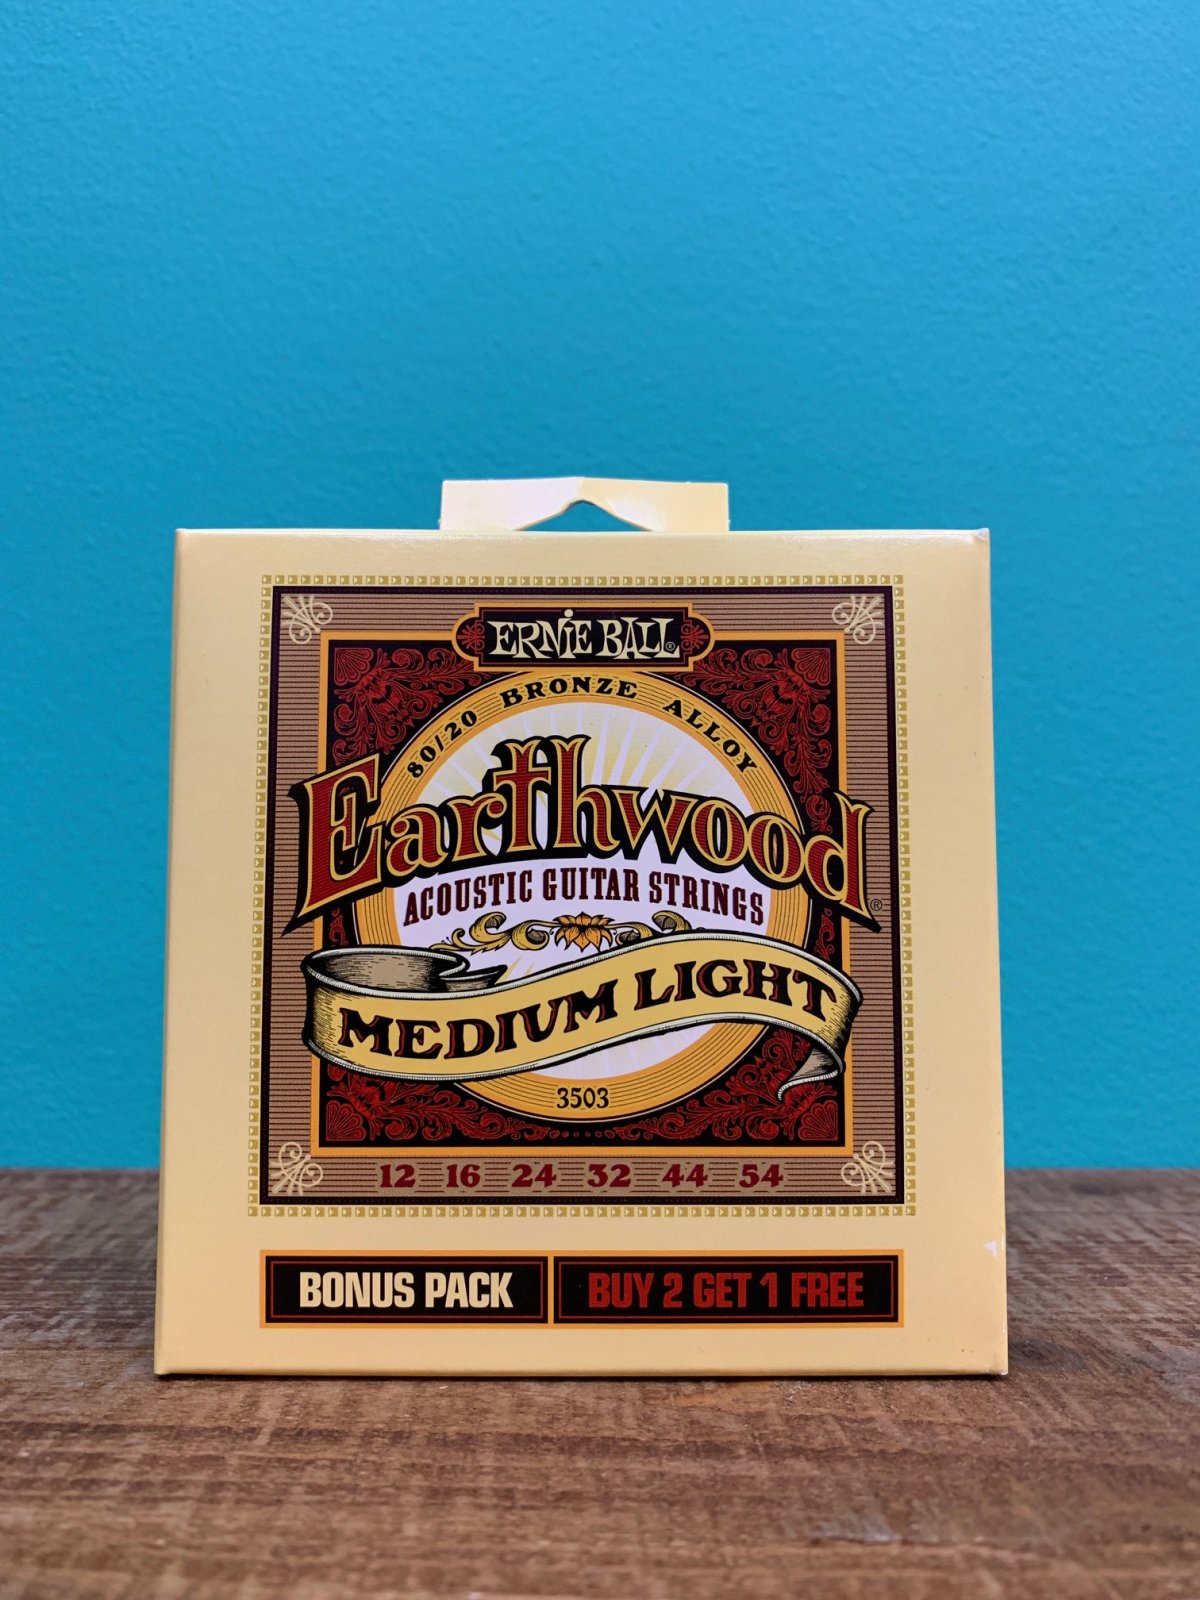 ERNIE BALL®
80/20 BRONZE ALLOY
Earthwood®
ACOUSTIC GUITAR STRINGS
MEDIUM LIGHT
3503
12 16 24 32 44 54
BONUS PACK
BUY 2 GET 1 FREE